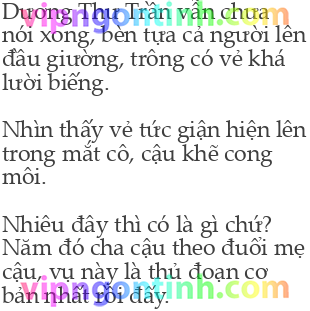 Dương Thư Trần vẫn chưa
vipngontinh.com
nói xong, bèn tựa cả người lên
đầu giường, trông có vẻ khá
lười biếng.
Nhìn thấy vẻ tức giận hiện lên
trong mắt cô, cậu khẽ cong
môi.
Nhiêu đây thì có là gì chứ?
Năm đó cha cậu theo đuổi mẹ
cậu, vụ này là thủ đoạn cơ
vipngontinh.com
bản nhất rồi đấy.